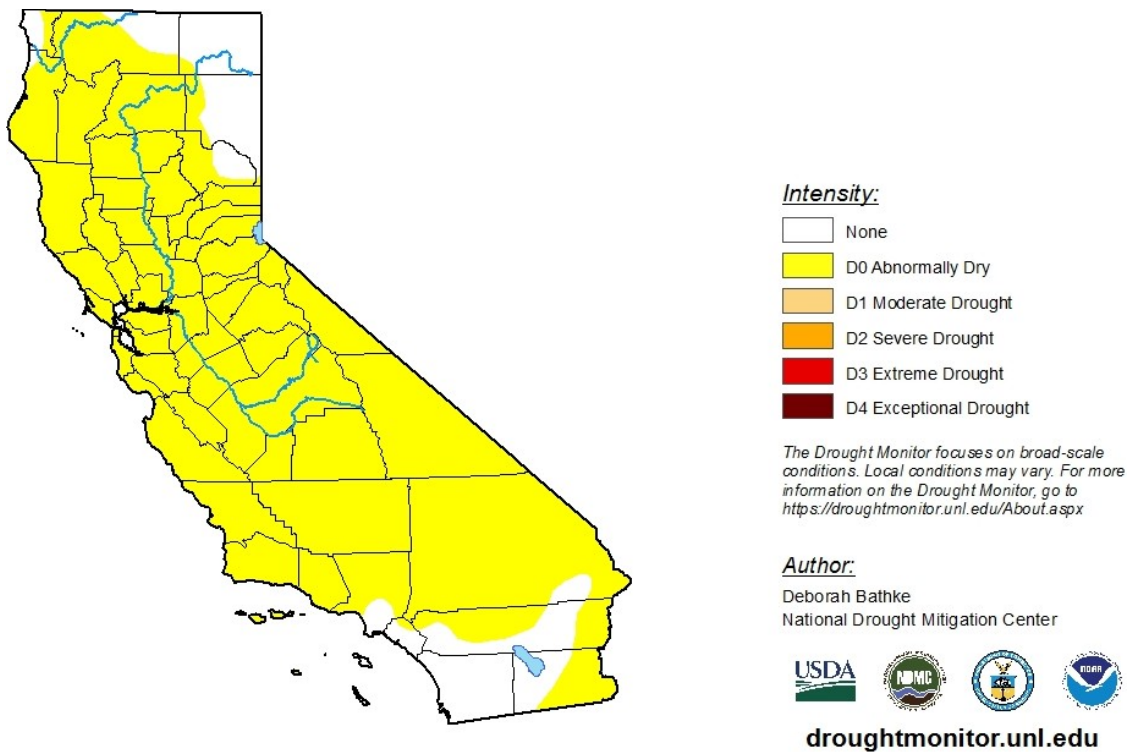 Intensity:
None
D0 Abnormally Dry
D1 Moderate Drought
D2 Severe Drought
D3 Extreme Drought
D4 Exceptional Drought
The Drought Monitor focuses on broad-scale
conditions. Local conditions may vary. For more
information on the Drought Monitor, go to
https://droughtmonitor.unl.edu/About.aspx
Author:
Deborah Bathke
National Drought Mitigation Center
USDA
NDMC
NOAA
droughtmonitor.unl.edu